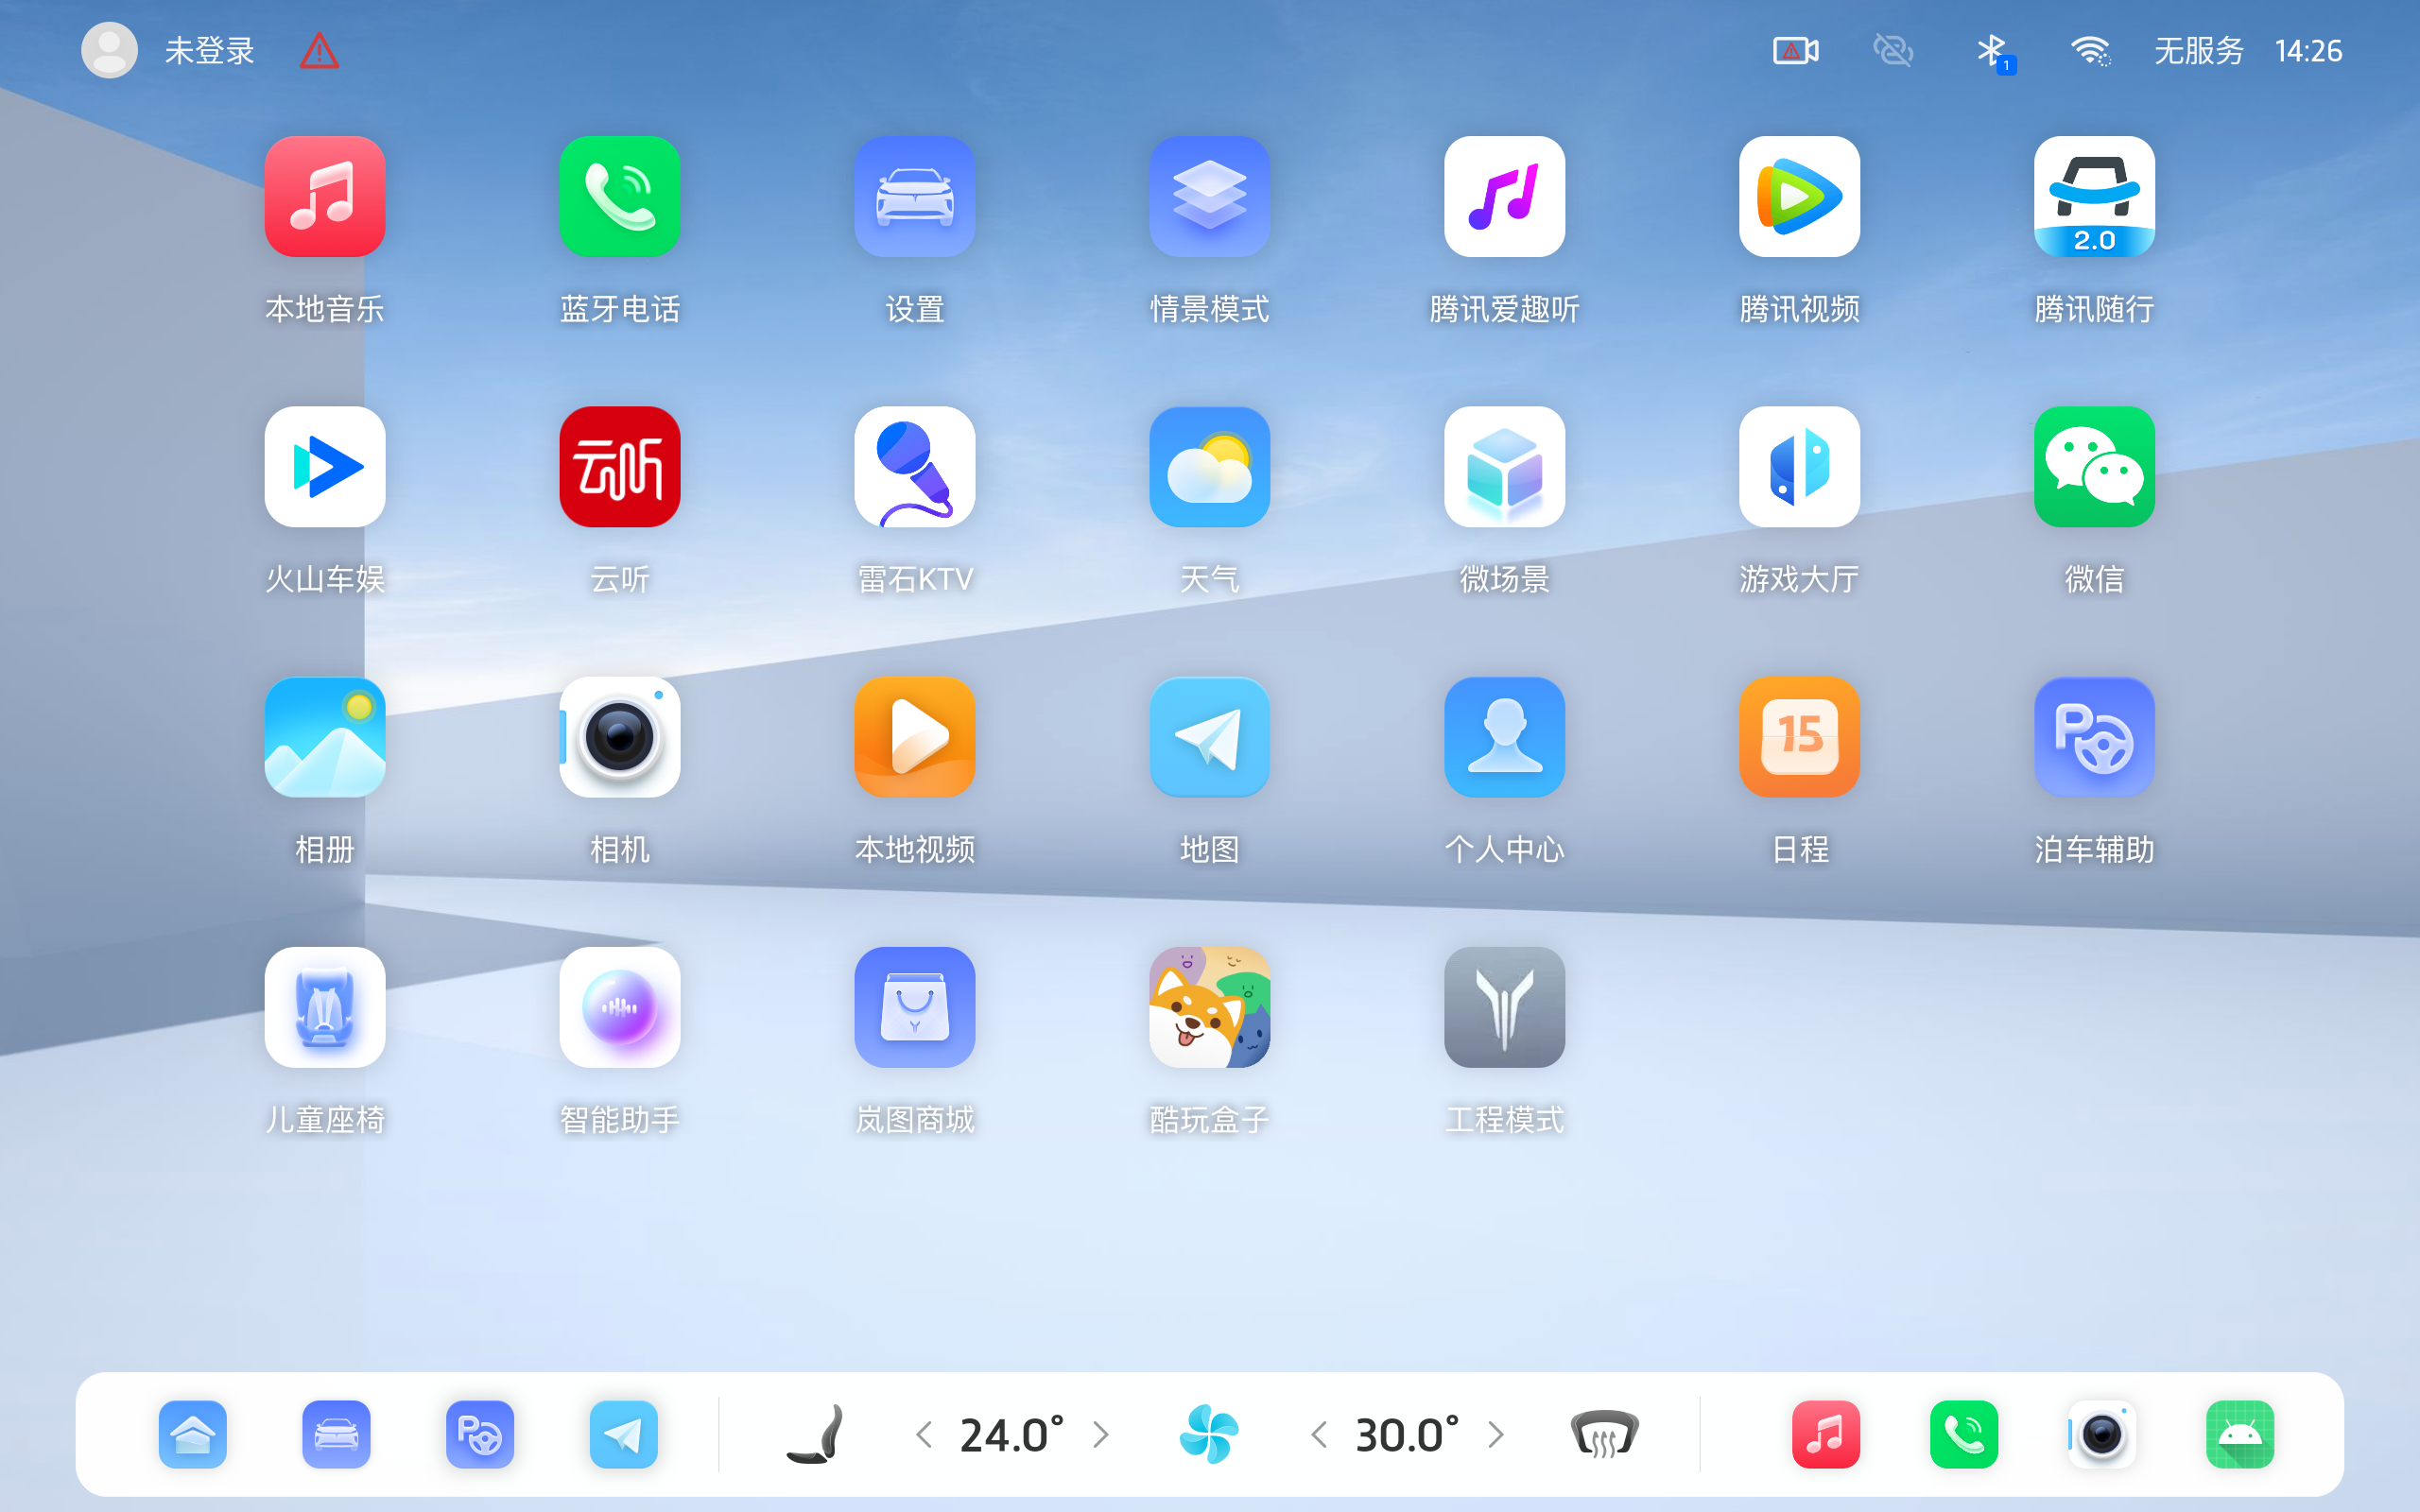 未登录
1
无服务
14:26
2.0
本地音乐
蓝牙电话
设置
情景模式
腾讯爱趣听
腾讯视频
腾讯随行
云听
火山车娱
云听
雷石KTV
天气
微场景
游戏大厅
微信
15
P
相册
相机
本地视频
地图
个人中心
日程
泊车辅助
儿童座椅
智能助手
岚图商城
酷玩盒子
工程模式
P
24.0°
30.0°